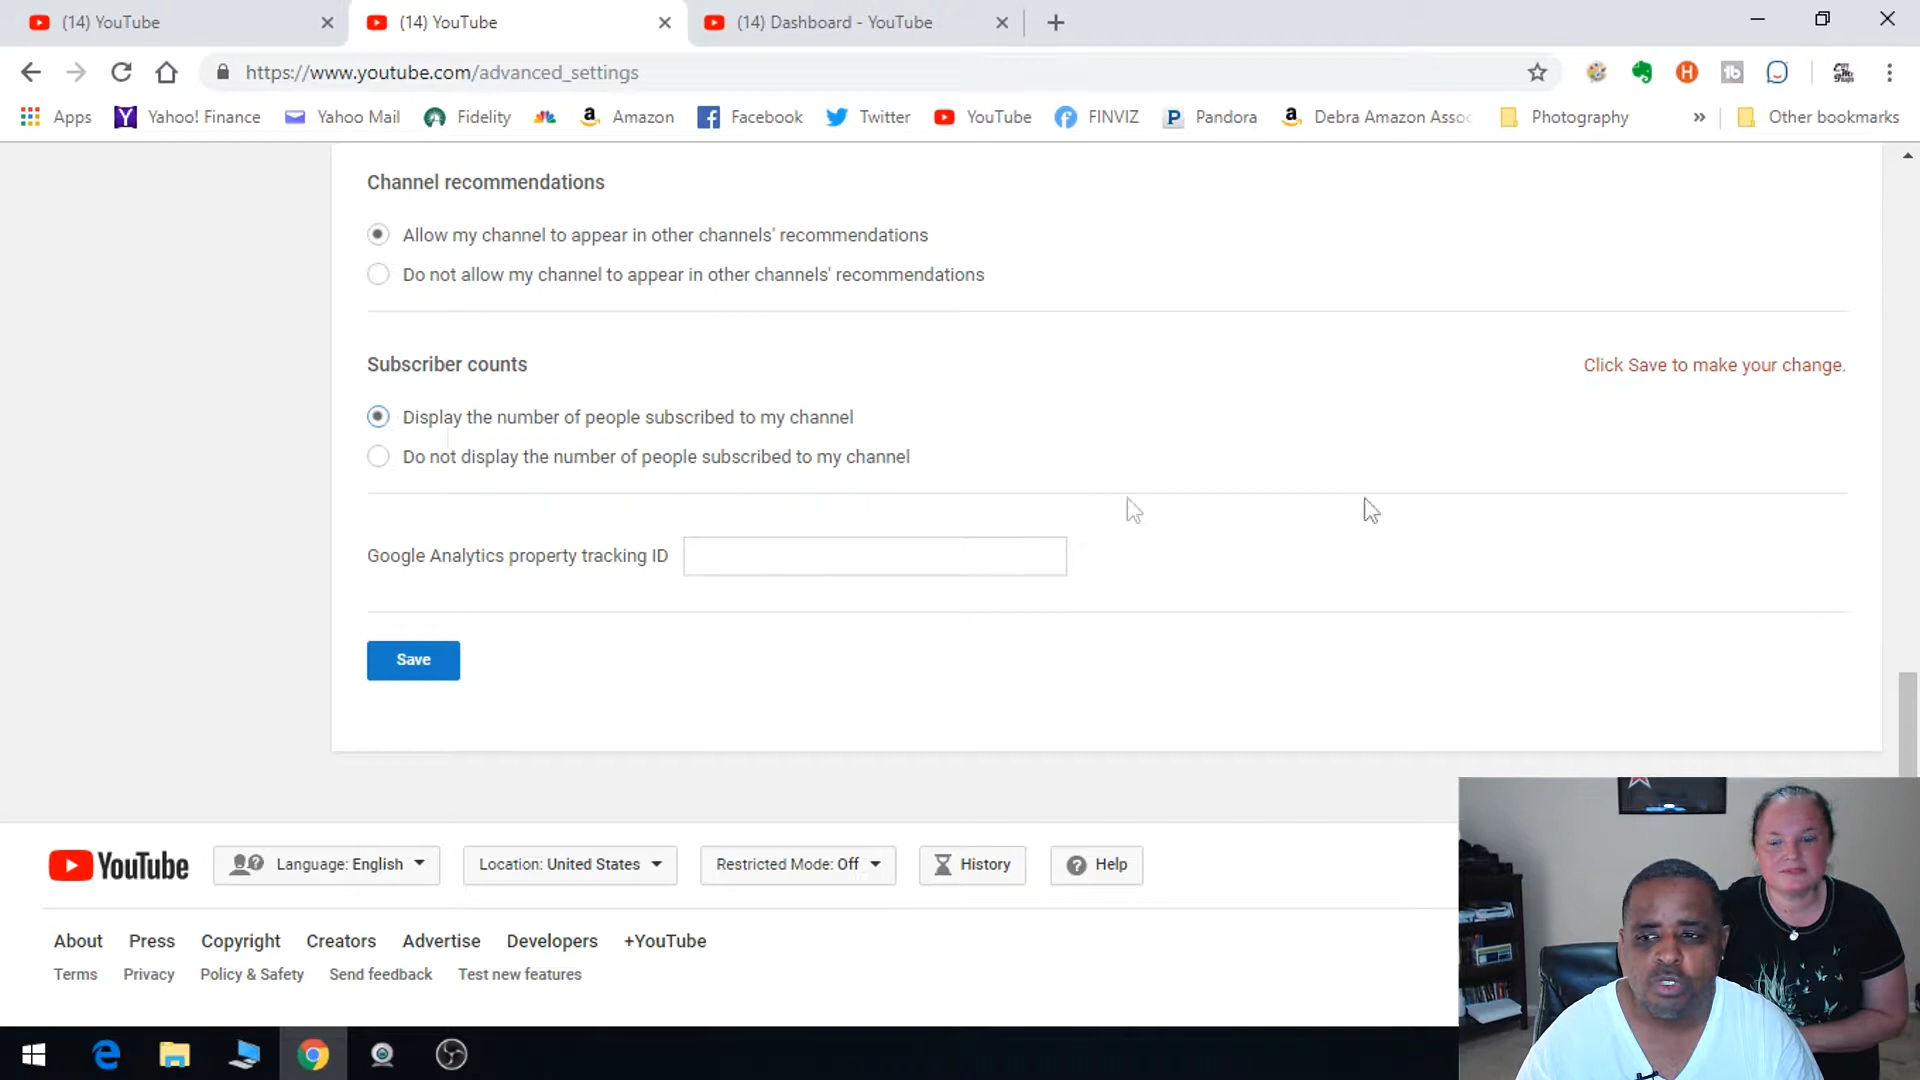 (14) YouTube
(14) YouTube
(14) Dashboard - YouTube
https://www.youtube.com/advanced_settings
Apps
Yahoo! Finance
Yahoo Mail
Fidelity
Amazon
Facebook
Twitter
YouTube
FINVIZ
Pandora
Debra Amazon Assoc
Photography
»
Other bookmarks
Channel recommendations
Allow my channel to appear in other channels' recommendations
Do not allow my channel to appear in other channels' recommendations
Subscriber counts
Click Save to make your change.
Display the number of people subscribed to my channel
Do not display the number of people subscribed to my channel
Google Analytics property tracking ID
Save
YouTube
Language: English
Location: United States
Restricted Mode: Off
History
Help
About
Press
Copyright
Creators
Advertise
Developers
+YouTube
Terms
Privacy
Policy & Safety
Send feedback
Test new features